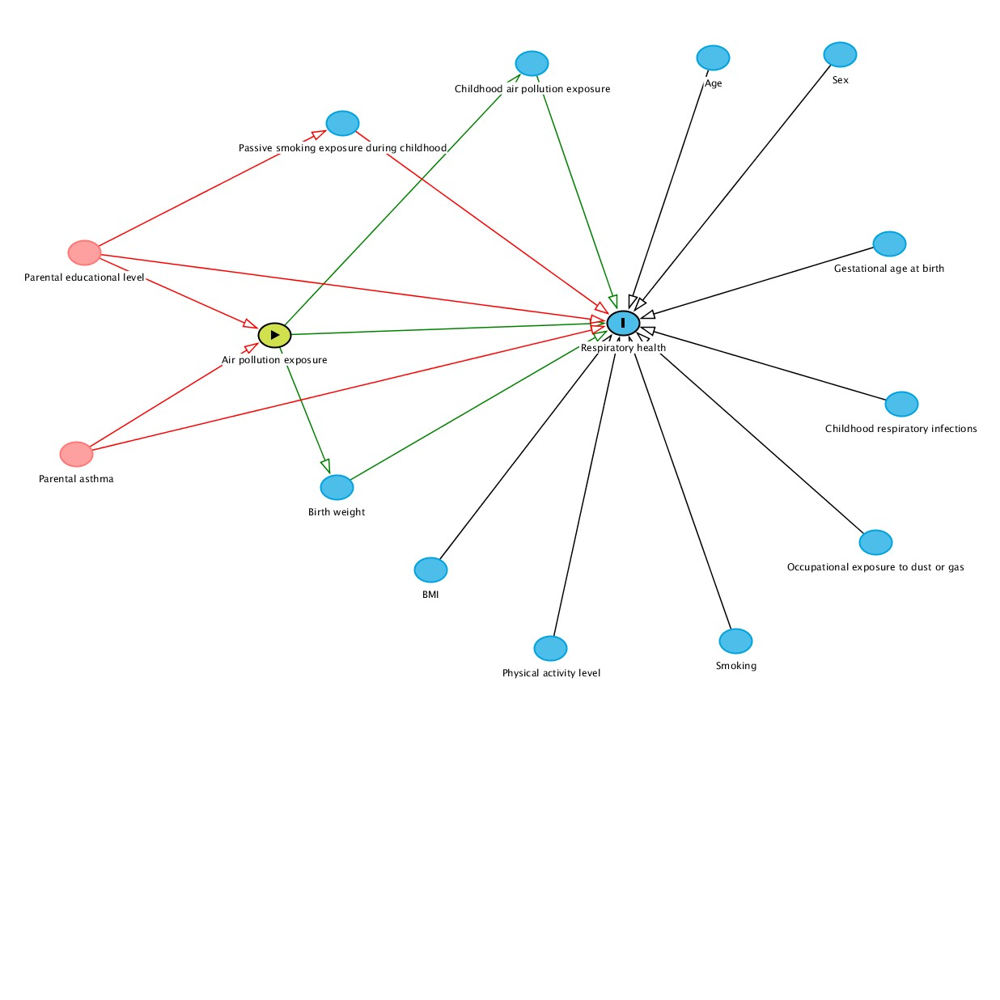 Age
Sex
Childhood air pollution exposure
Passive smoking exposure during childhood
Gestational age at birth
Parental educational level
Respiratory health
Air pollution exposure
Childhood respiratory infections
Parental asthma
Birth weight
Occupational exposure to dust or gas
BMI
Smoking
Physical activity level